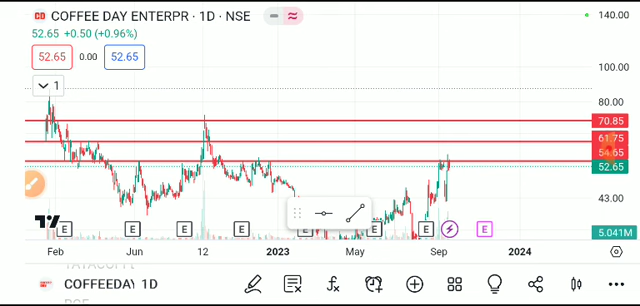 COFFEE DAY ENTERPR · 1D · NSE
52.65 +0.50 (+0.96%)
52.65 0.00 52.65
1
140.00
100.00
80.00
70.85
61.75
54.65
52.65
43.00
5.041M
E E E E E E E E
Feb Jun 12 2023 May Sep 2024
COFFEEDAY 1D